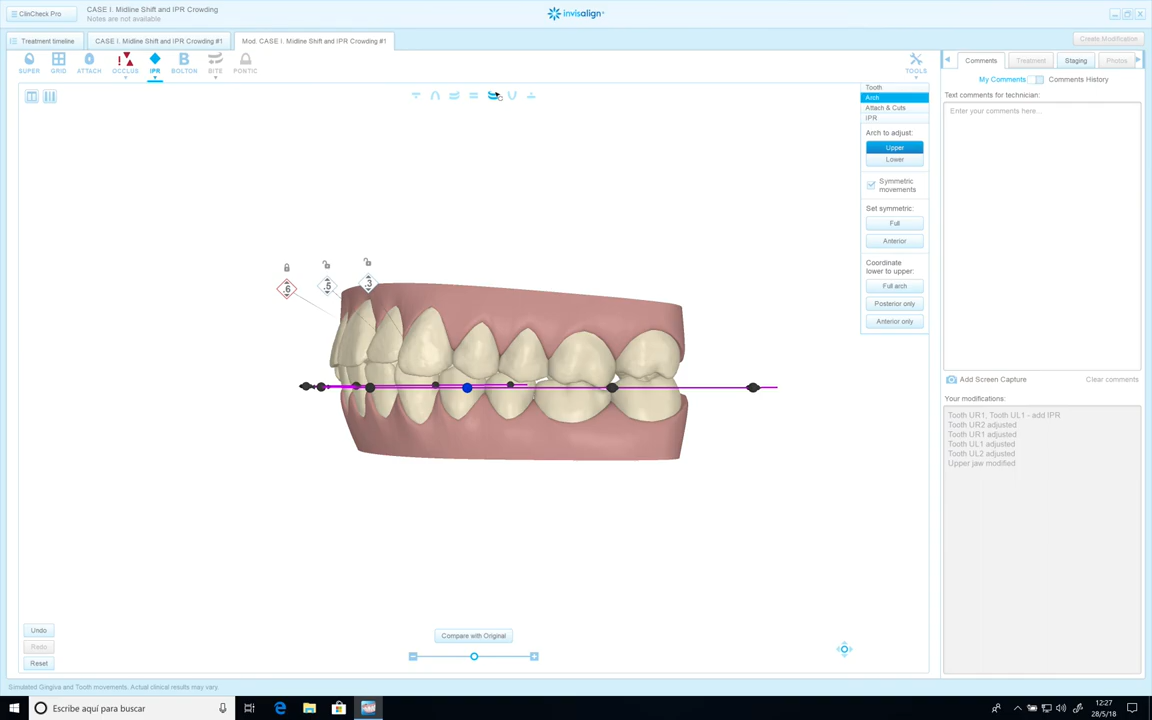 ClinCheck Pro
CASE I. Midline Shift and IPR Crowding
Notes are not available
invisalign
Treatment timeline
CASE I. Midline Shift and IPR Crowding #1
Mod. CASE I. Midline Shift and IPR Crowding #1
Create Modification
SUPER
GRID
ATTACH
OCCLUS
IPR
BOLTON
BITE
PONTIC
TOOLS
Comments
Treatment
Staging
Photos
My Comments
Comments History
Text comments for technician:
Enter your comments here...
Tooth
Arch
Attach & Cuts
IPR
Arch to adjust:
Upper
Lower
Symmetric
movements
Set symmetric:
Full
Anterior
Coordinate
lower to upper:
Full arch
Posterior only
Anterior only
.6
.5
.3
Add Screen Capture
Clear comments
Your modifications:
Tooth UR1, Tooth UL1 - add IPR
Tooth UR2 adjusted
Tooth UR1 adjusted
Tooth UL1 adjusted
Tooth UL2 adjusted
Upper jaw modified
Undo
Redo
Reset
Compare with Original
Simulated Gingiva and Tooth movements. Actual clinical results may vary.
Escribe aquí para buscar
12:27
28/5/18